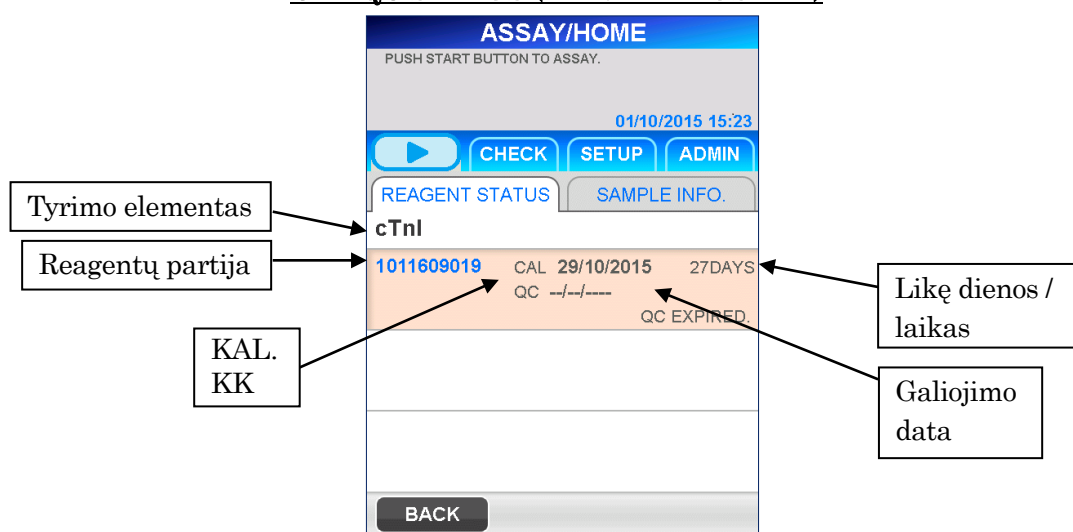 ASSAY/HOME
PUSH START BUTTON TO ASSAY.
01/10/2015 15:23
CHECK SETUP ADMIN
REAGENT STATUS SAMPLE INFO.
Tyrimo elementas
cTnI
Reagentų partija
1011609019 CAL 29/10/2015 27DAYS
QC --/--/----
QC EXPIRED.
Likę dienos /
laikas
KAL.
KK
Galiojimo
data
BACK